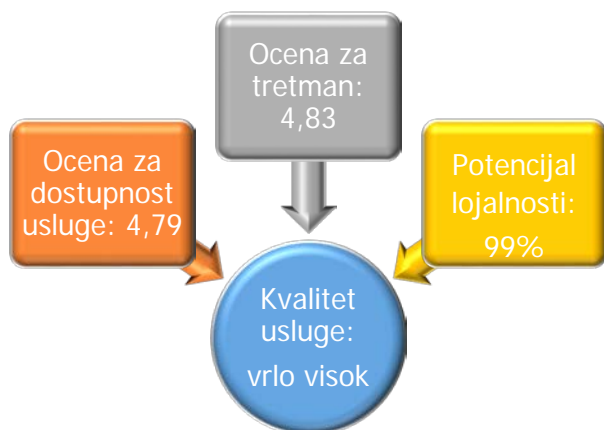 Ocena za
tretman:
4,83
Ocena za
dostupnost
usluge: 4,79
Potencijal
lojalnosti:
99%
Kvalitet
usluge:
vrlo visok